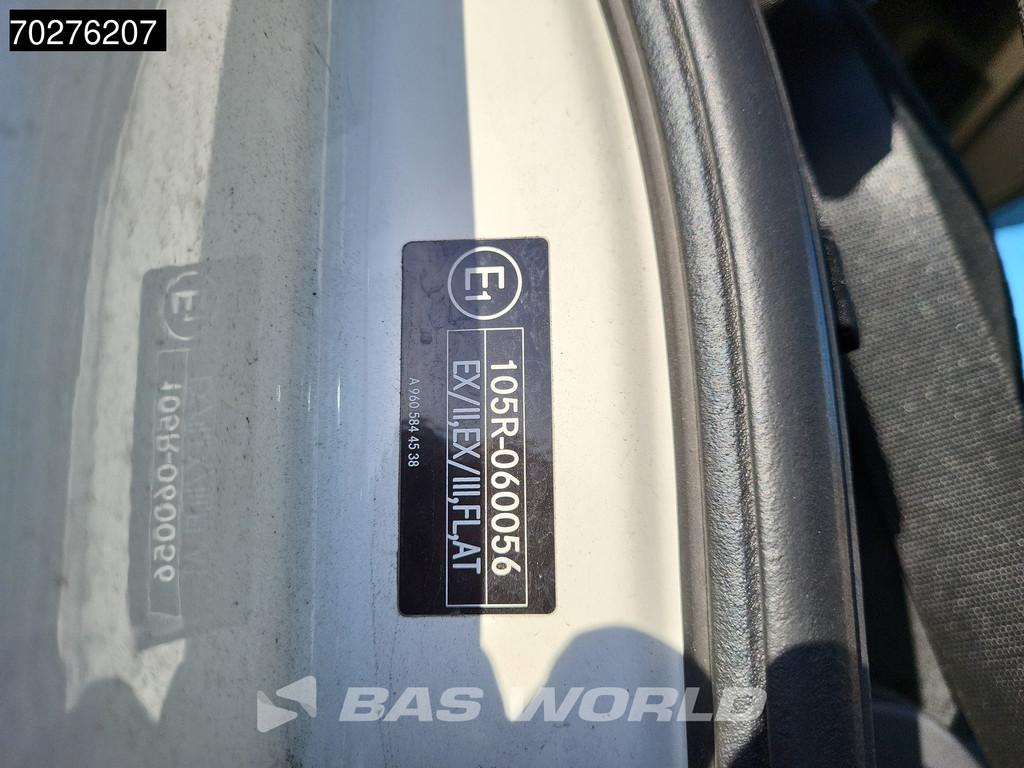 70276207
E1
105R-060056
EX/II,EX/III,FL,AT
A 960 584 45 38
BAS WORLD